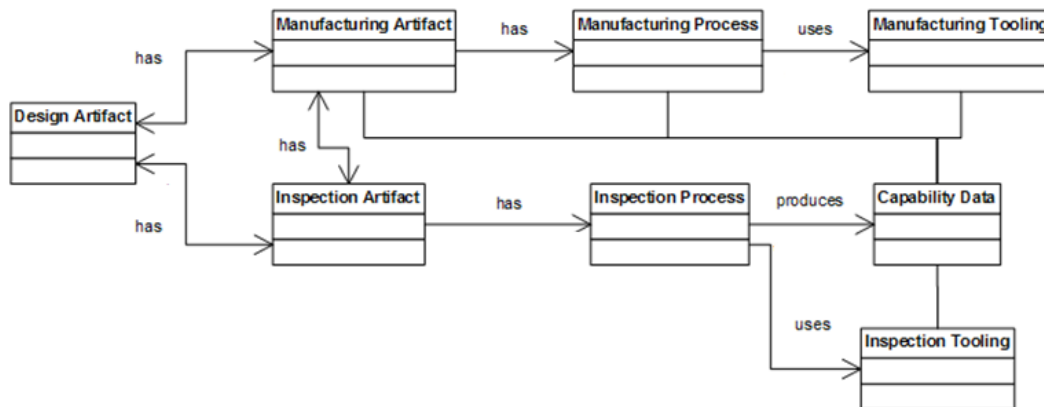 Manufacturing Artifact
has
Manufacturing Process
uses
Manufacturing Tooling
has
Design Artifact
has
Inspection Artifact
has
Inspection Process
produces
Capability Data
has
uses
Inspection Tooling